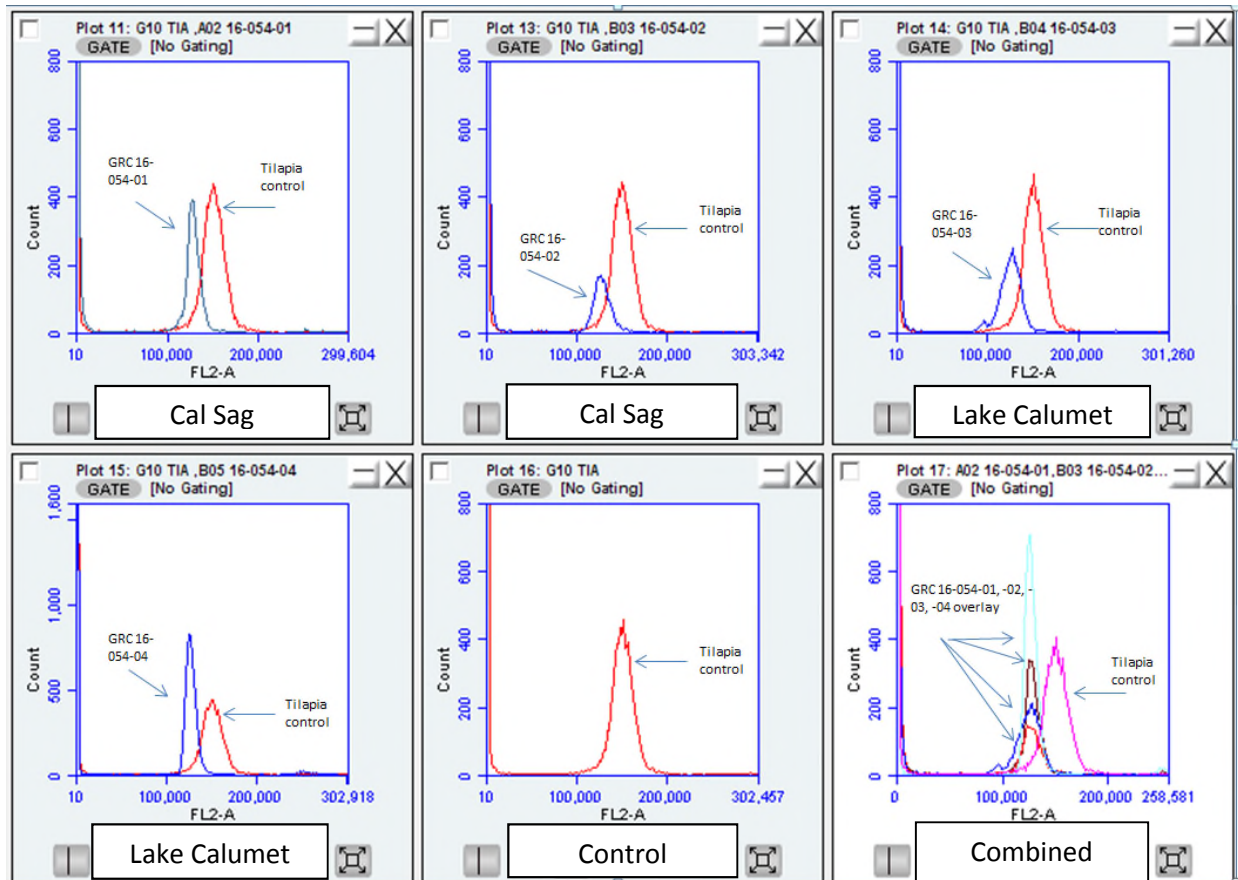 Plot 11: G10 TIA ,A02 16-054-01
GATE [No Gating]
800
600
400
200
0
Count
GRC 16-
054-01
Tilapia
control
10 100,000 200,000 299,604
FL2-A
Cal Sag
Plot 13: G10 TIA ,B03 16-054-02
GATE [No Gating]
800
600
400
200
0
Count
GRC 16-
054-02
Tilapia
control
10 100,000 200,000 303,342
FL2-A
Cal Sag
Plot 14: G10 TIA ,B04 16-054-03
GATE [No Gating]
800
600
400
200
0
Count
GRC 16-
054-03
Tilapia
control
10 100,000 200,000 301,260
FL2-A
Lake Calumet
Plot 15: G10 TIA ,B05 16-054-04
GATE [No Gating]
1,600
1,000
500
0
Count
GRC 16-
054-04
Tilapia
control
10 100,000 200,000 302,918
FL2-A
Lake Calumet
Plot 16: G10 TIA
GATE [No Gating]
800
600
400
200
0
Count
Tilapia
control
10 100,000 200,000 302,457
FL2-A
Control
Plot 17: A02 16-054-01,B03 16-054-02...
GATE [No Gating]
800
600
400
200
0
Count
GRC 16-054-01, -02, -
03, -04 overlay
Tilapia
control
0 100,000 200,000 258,581
FL2-A
Combined